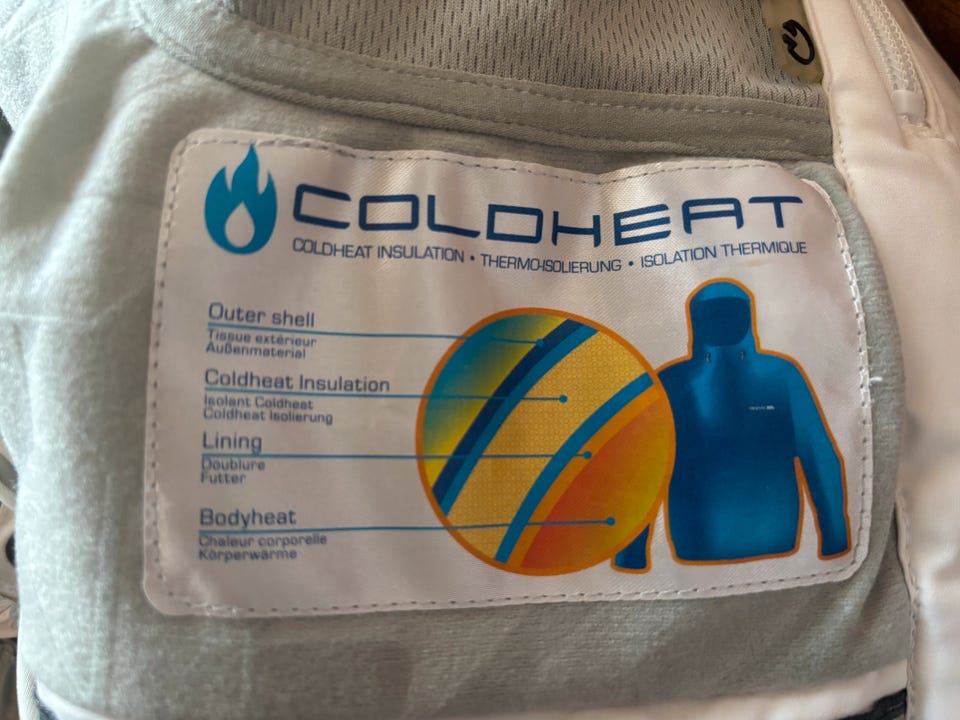 COLDHEAT
COLDHEAT INSULATION • THERMO-ISOLIERUNG • ISOLATION THERMIQUE
Outer shell
Tissue extérieur
Außenmaterial
Coldheat Insulation
Isolant Coldheat
Coldheat Isolierung
Lining
Doublure
Futter
Bodyheat
Chaleur corporelle
Körperwärme